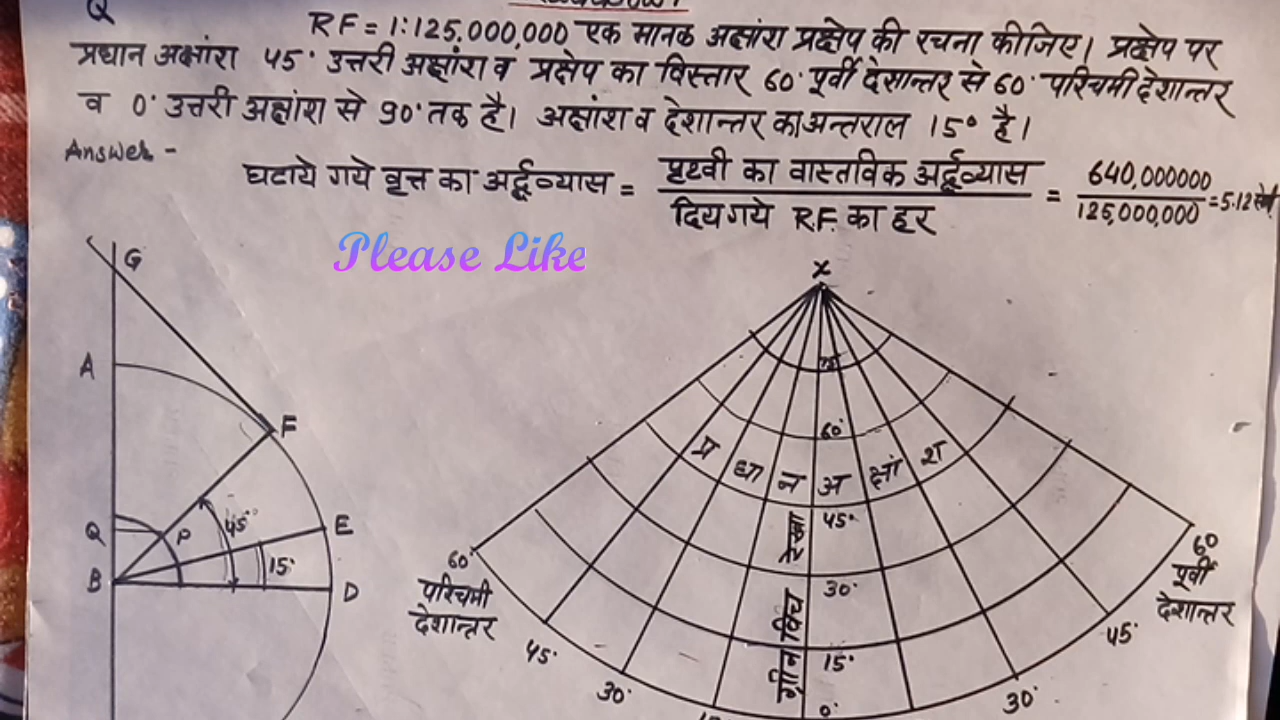 Q
RF = 1:125,000,000 एक मानक अक्षांश प्रक्षेप की रचना कीजिए। प्रक्षेप पर
प्रधान अक्षांश 45° उत्तरी अक्षांश व प्रक्षेप का विस्तार 60° पूर्वी देशान्तर से 60° पश्चिमी देशान्तर
व 0° उत्तरी अक्षांश से 90° तक है। अक्षांश व देशान्तर का अन्तराल 15° है।
Answer -
घटाये गये वृत्त का अर्द्धव्यास = पृथ्वी का वास्तविक अर्द्धव्यास = 640,000000
दिये गये R.F. का हर 125,000,000 = 5.12 सेमी.
Please Like
G
A
F
Q
P
45°
E
B
15°
D
X
75°
60°
प्र धा न अ क्षां श
45°
30°
15°
0°
ग्रीनविच रेखा
60°
पश्चिमी
देशान्तर
45°
30°
60
पूर्वी
देशान्तर
45°
30°